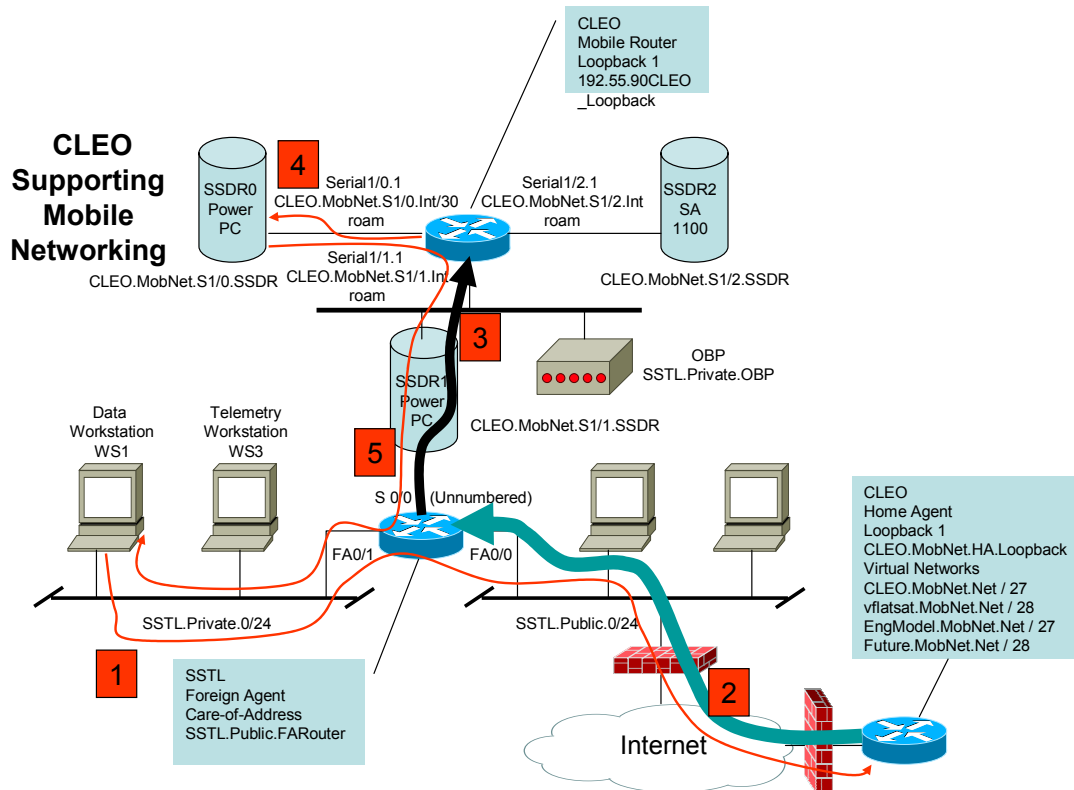 CLEO
Mobile Router
Loopback 1
192.55.90CLEO
_Loopback
CLEO
Supporting
Mobile
Networking
4
SSDR0
Power
PC
Serial1/0.1
CLEO.MobNet.S1/0.Int/30
roam
Serial1/2.1
CLEO.MobNet.S1/2.Int
roam
SSDR2
SA
1100
CLEO.MobNet.S1/0.SSDR
Serial1/1.1
CLEO.MobNet.S1/1.Int
roam
CLEO.MobNet.S1/2.SSDR
3
SSDR1
Power
PC
OBP
SSTL.Private.OBP
CLEO.MobNet.S1/1.SSDR
Data
Workstation
WS1
Telemetry
Workstation
WS3
5
S 0/0 (Unnumbered)
FA0/1
FA0/0
SSTL.Private.0/24
SSTL.Public.0/24
CLEO
Home Agent
Loopback 1
CLEO.MobNet.HA.Loopback
Virtual Networks
CLEO.MobNet.Net / 27
vflatsat.MobNet.Net / 28
EngModel.MobNet.Net / 27
Future.MobNet.Net / 28
1
SSTL
Foreign Agent
Care-of-Address
SSTL.Public.FARouter
2
Internet